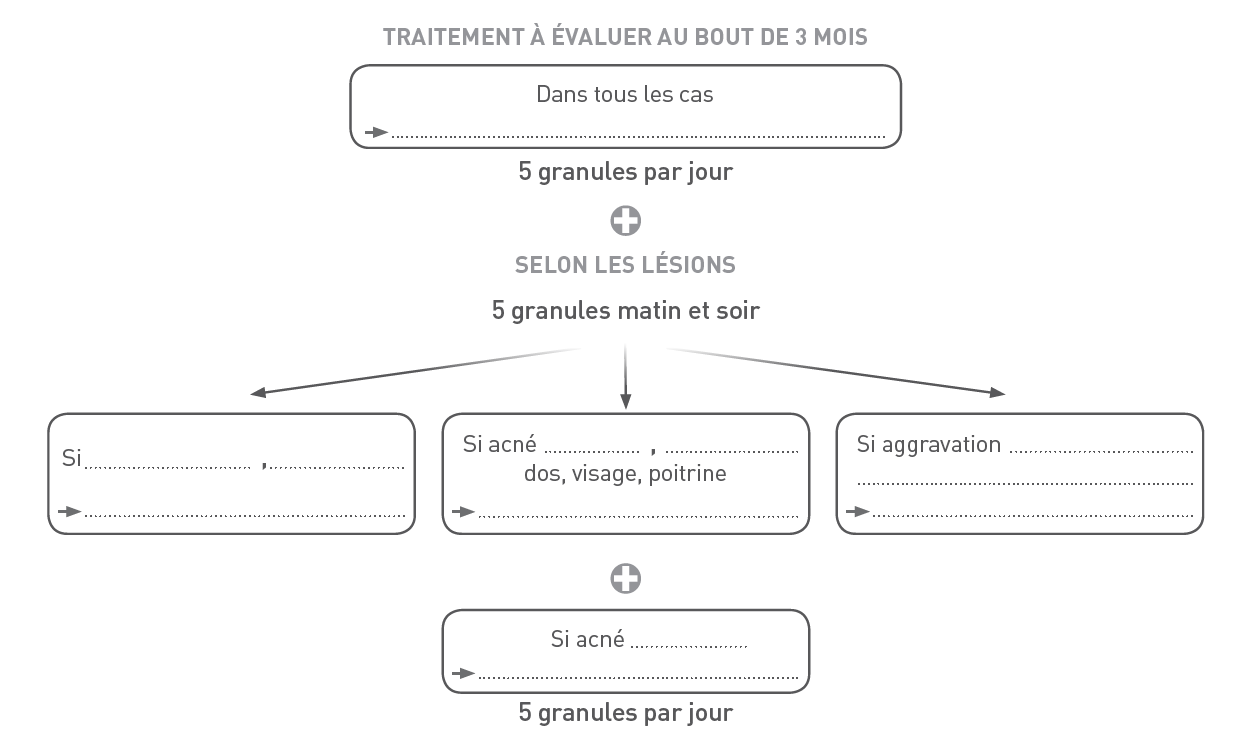 TRAITEMENT À ÉVALUER AU BOUT DE 3 MOIS
Dans tous les cas
5 granules par jour
SELON LES LÉSIONS
5 granules matin et soir
Si ,
Si acné ,
dos, visage, poitrine
Si aggravation
Si acné
5 granules par jour